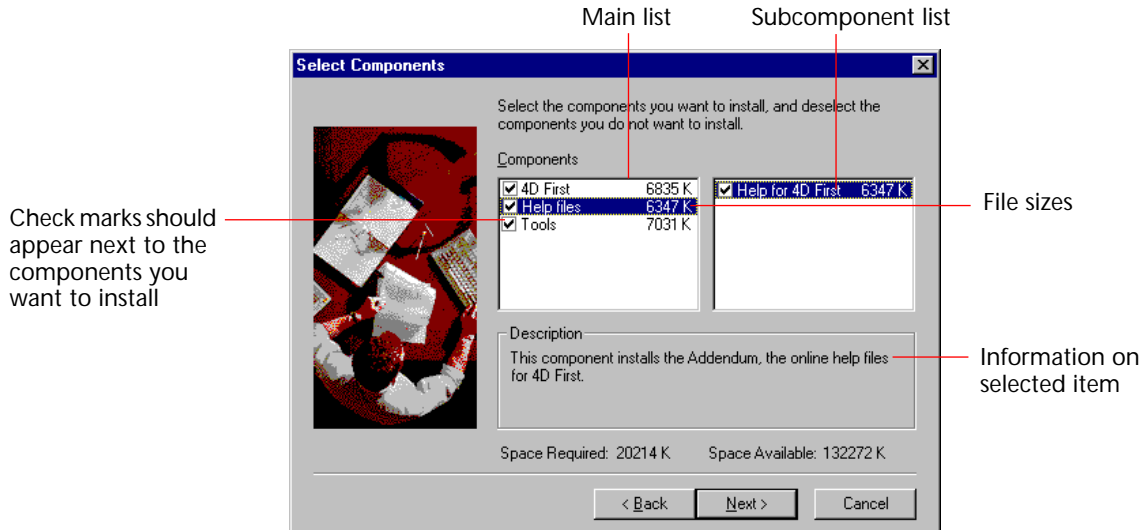 Main list
Subcomponent list
Select Components
Select the components you want to install, and deselect the
components you do not want to install.
Components
4D First 6835 K
Help files 6347 K
Tools 7031 K
Help for 4D First 6347 K
File sizes
Check marks should
appear next to the
components you
want to install
Description
This component installs the Addendum, the online help files
for 4D First.
Information on
selected item
Space Required: 20214 K
Space Available: 132272 K
< Back
Next >
Cancel